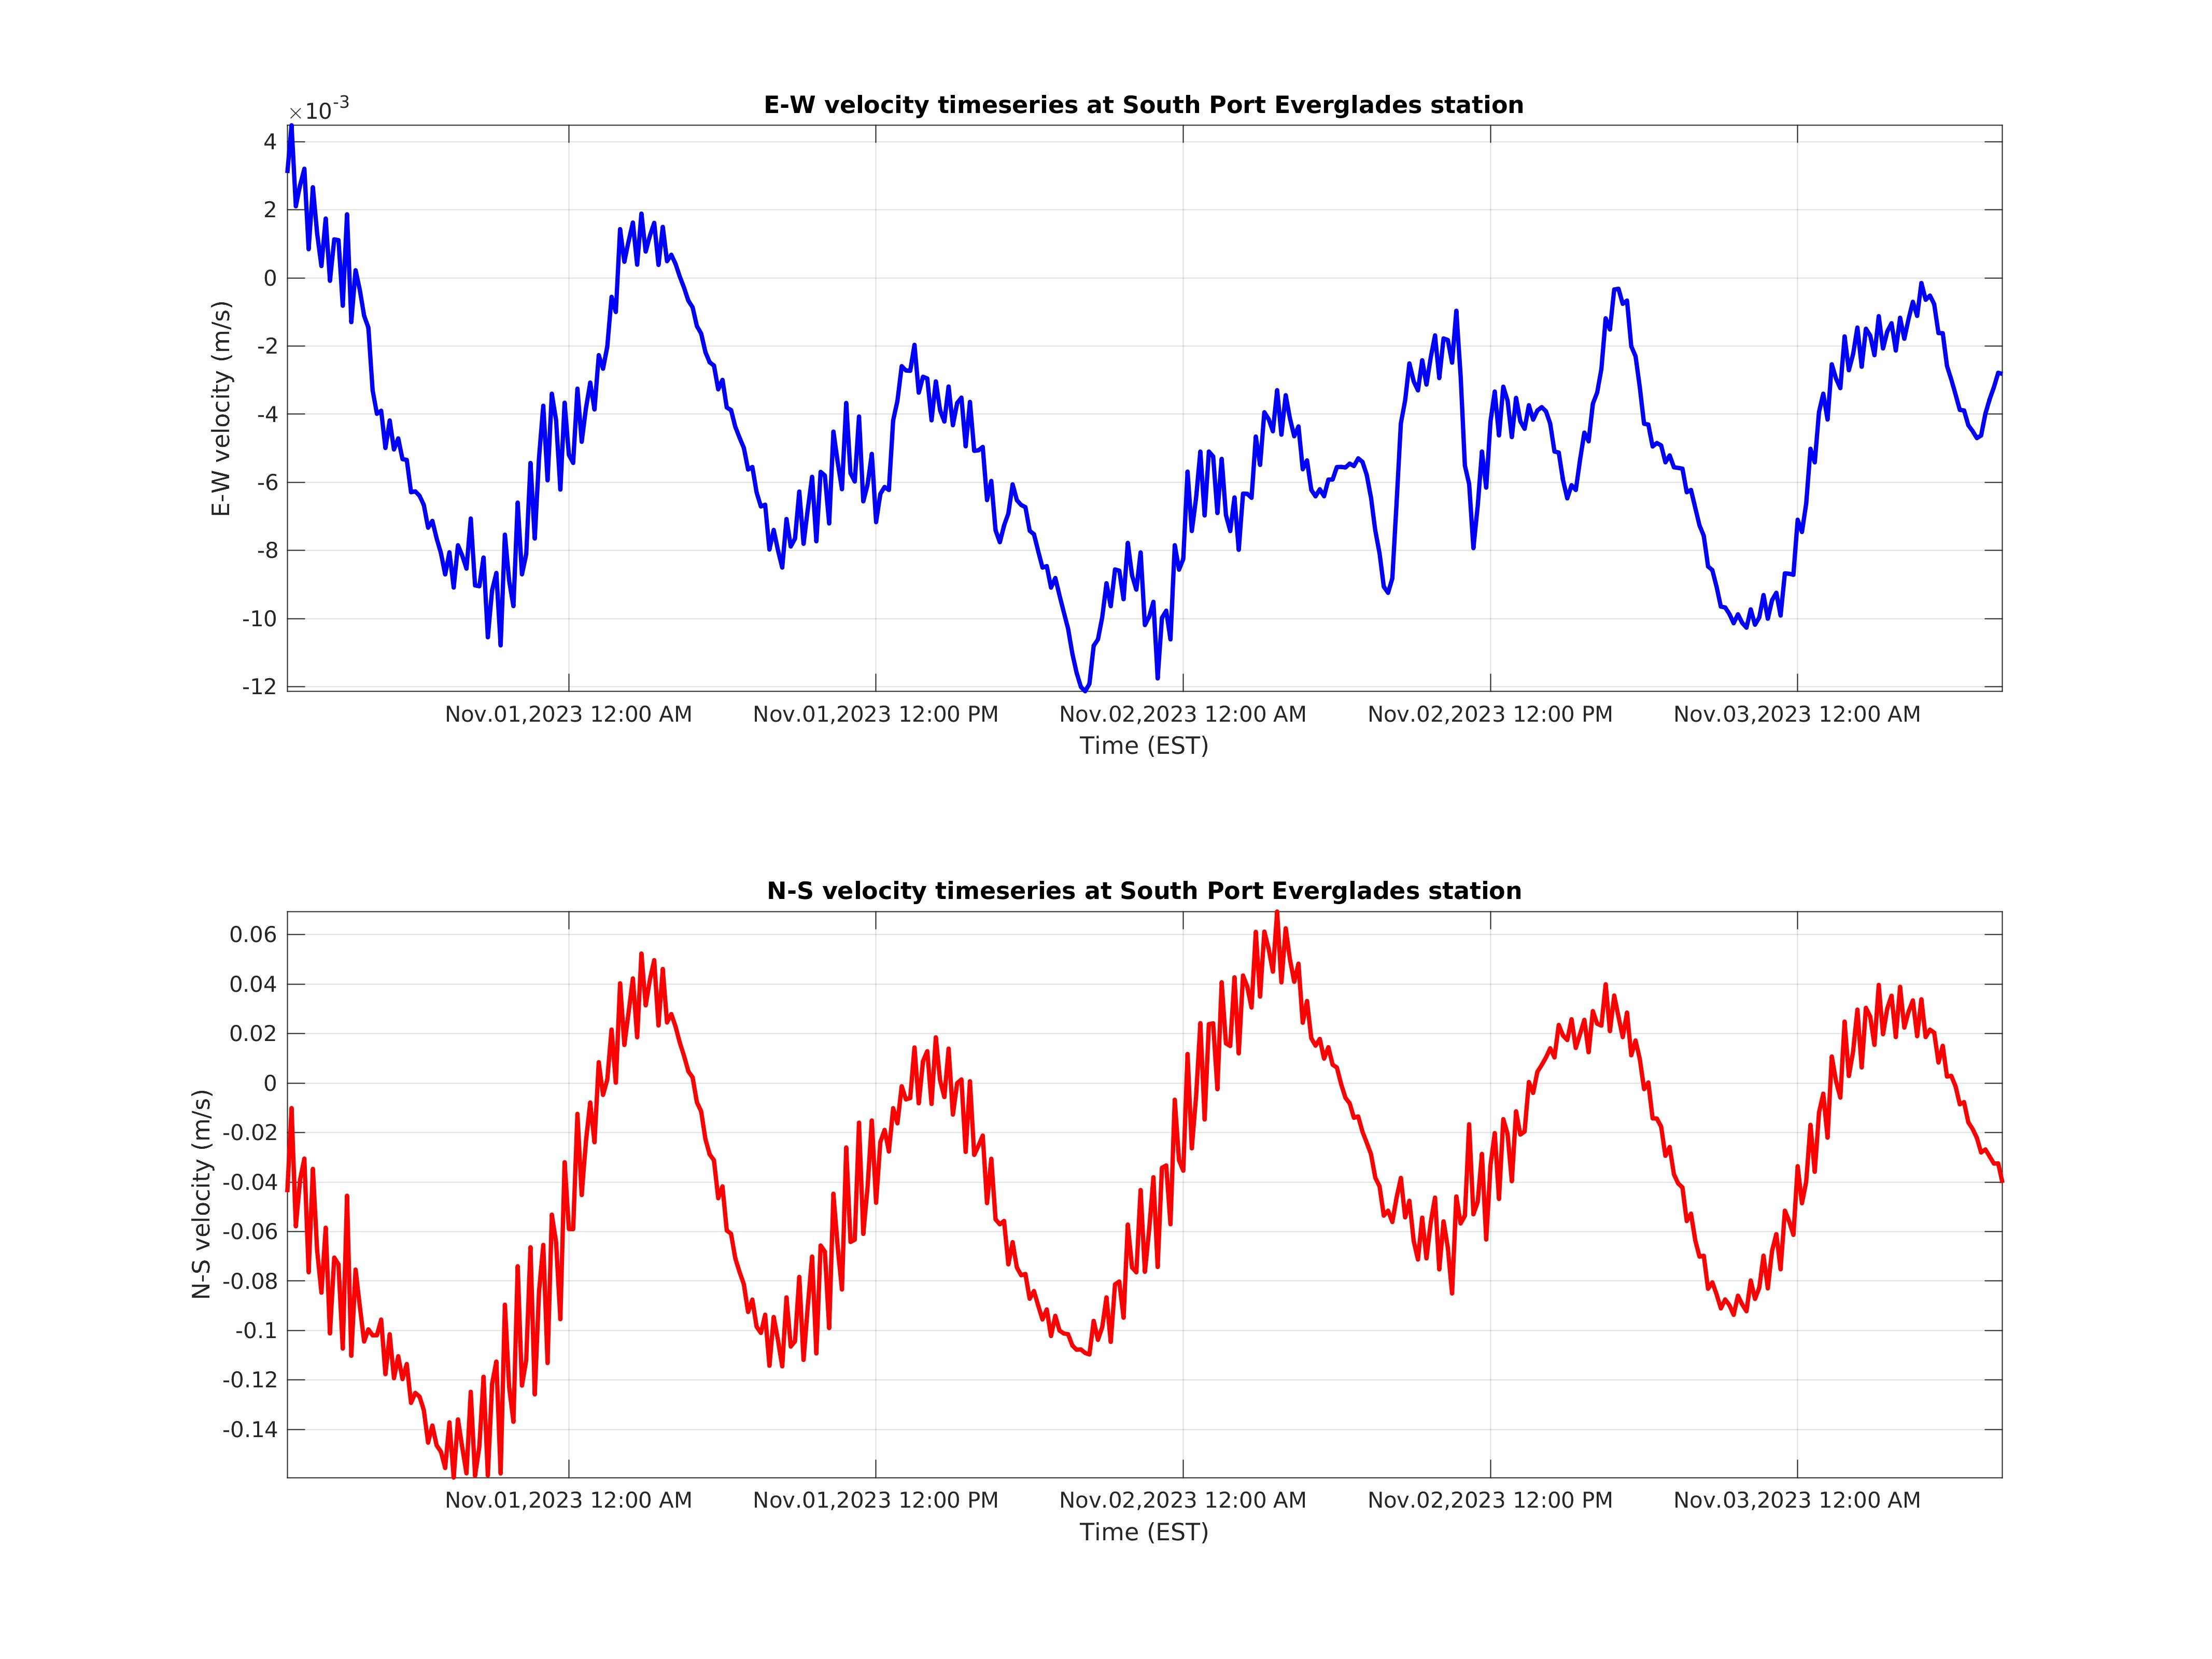 ×10-3
E-W velocity timeseries at South Port Everglades station
4
2
0
-2
-4
-6
-8
-10
-12
E-W velocity (m/s)
Nov.01,2023 12:00 AM Nov.01,2023 12:00 PM Nov.02,2023 12:00 AM Nov.02,2023 12:00 PM Nov.03,2023 12:00 AM
Time (EST)
N-S velocity timeseries at South Port Everglades station
0.06
0.04
0.02
0
-0.02
-0.04
-0.06
-0.08
-0.1
-0.12
-0.14
N-S velocity (m/s)
Nov.01,2023 12:00 AM Nov.01,2023 12:00 PM Nov.02,2023 12:00 AM Nov.02,2023 12:00 PM Nov.03,2023 12:00 AM
Time (EST)